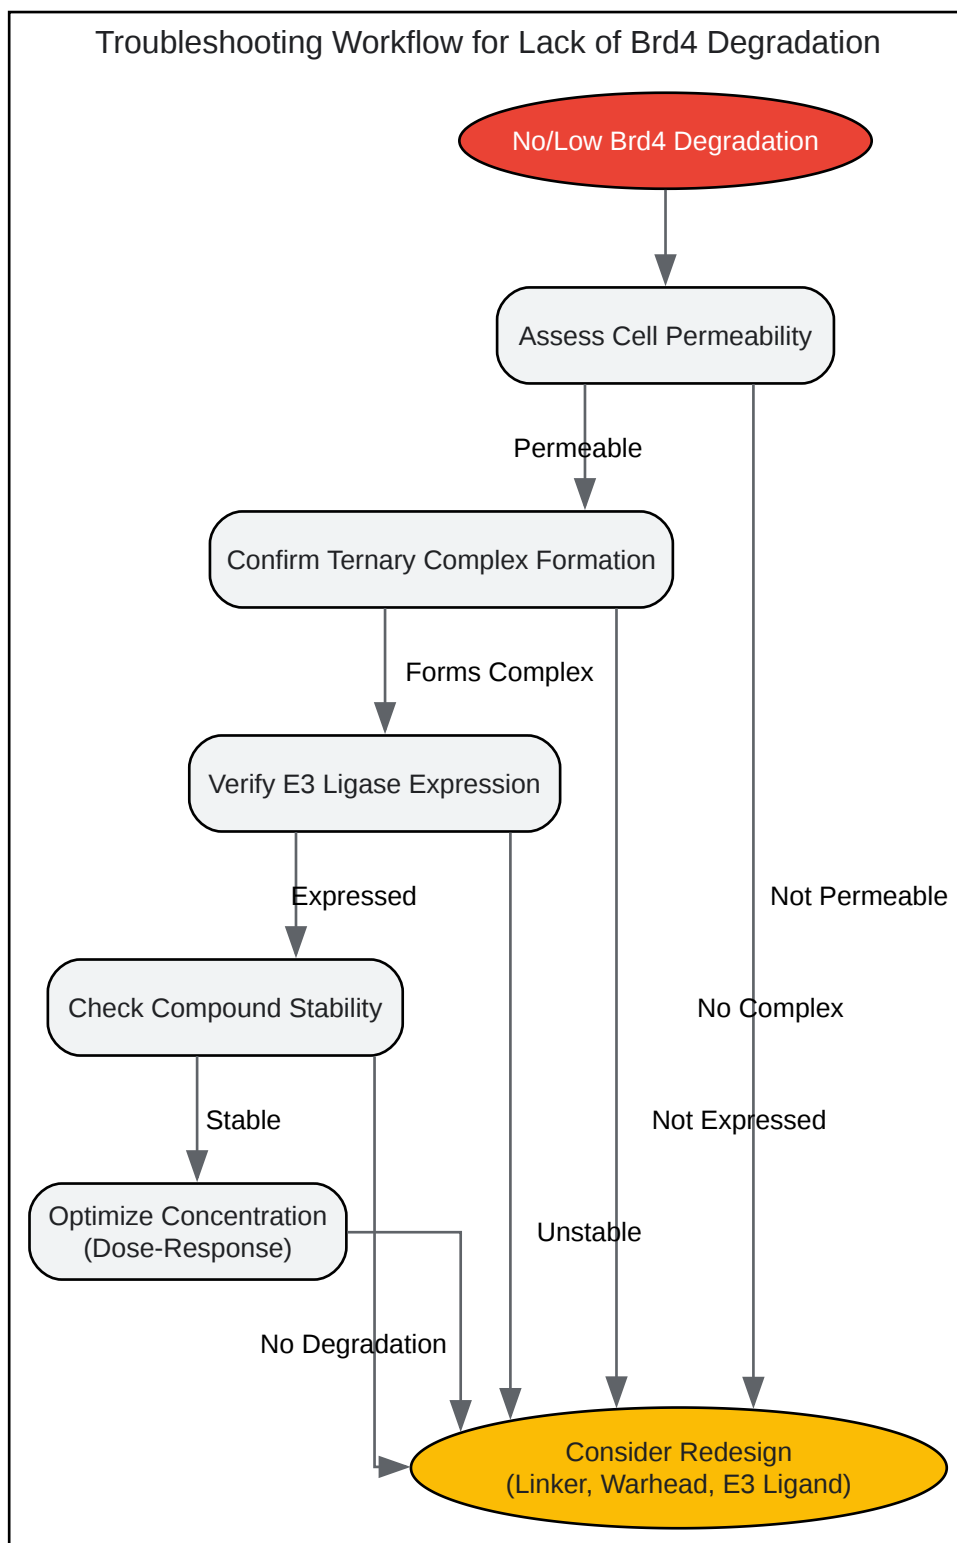 Troubleshooting Workflow for Lack of Brd4 Degradation
No/Low Brd4 Degradation
Assess Cell Permeability
Permeable
Confirm Ternary Complex Formation
Forms Complex
Verify E3 Ligase Expression
Expressed
Not Permeable
Check Compound Stability
No Complex
Stable
Not Expressed
Optimize Concentration
(Dose-Response)
Unstable
No Degradation
Consider Redesign
(Linker, Warhead, E3 Ligand)